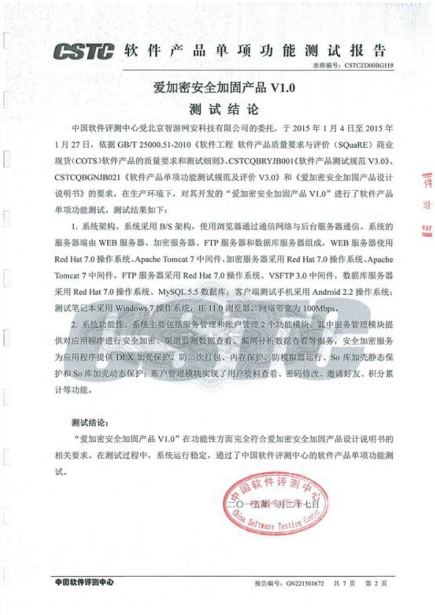 CSTC 软件产品单项功能测试报告
表格编号：CSTCZD00BG119
爱加密安全加固产品 V1.0
测试结论
中国软件评测中心受北京智游网安科技有限公司的委托，于 2015 年 1 月 4 日至 2015 年
1 月 27 日，依据 GB/T 25000.51-2010《软件工程 软件产品质量要求与评价（SQuaRE）商业
现货(COTS)软件产品的质量要求和测试细则》、CSTCQBRYJB001《软件产品测试规范 V3.0》、
CSTCQBGNJB021《软件产品单项功能测试规范及评价 V3.0》和《爱加密安全加固产品设计
说明书》的要求，在生产环境下，对其开发的“爱加密安全加固产品 V1.0”进行了软件产品
单项功能测试。测试结果如下：
1. 系统架构。系统采用 B/S 架构，使用浏览器通过通信网络与后台服务器通信。系统的
服务器端由 WEB 服务器、加密服务器、FTP 服务器和数据库服务器组成，WEB 服务器使用
Red Hat 7.0 操作系统、Apache Tomcat 7 中间件，加密服务器采用 Red Hat 7.0 操作系统、Apache
Tomcat 7 中间件，FTP 服务器采用 Red Hat 7.0 操作系统、VSFTP 3.0 中间件，数据库服务器
采用 Red Hat 7.0 操作系统、MySQL 5.5 数据库；客户端测试手机采用 Android 2.2 操作系统；
测试笔记本采用 Windows 7 操作系统，IE 11.0 浏览器。网络带宽为 100Mbps。
2. 系统功能性。系统主要包括服务管理和账户管理 2 个功能模块。其中服务管理模块提
供对应用程序进行安全加密、渠道监测数据查看、漏洞分析数据查看等服务，安全加密服务
为应用程序提供 DEX 加壳保护、防二次打包、内存保护、防模拟器运行、So 库加壳静态保
护和 So 库加壳动态保护；账户管理模块实现了用户资料查看、密码修改、邀请好友、积分累
计等功能。
测试结论：
“爱加密安全加固产品 V1.0”在功能性方面完全符合爱加密安全加固产品设计说明书的
相关要求。在测试过程中，系统运行稳定，通过了中国软件评测中心的软件产品单项功能测
试。
中国软件评测中心
二〇一五年一月二十七日
China Software Testing Center
中国软件评测中心
报告编号：GN221501672 共 7 页 第 2 页